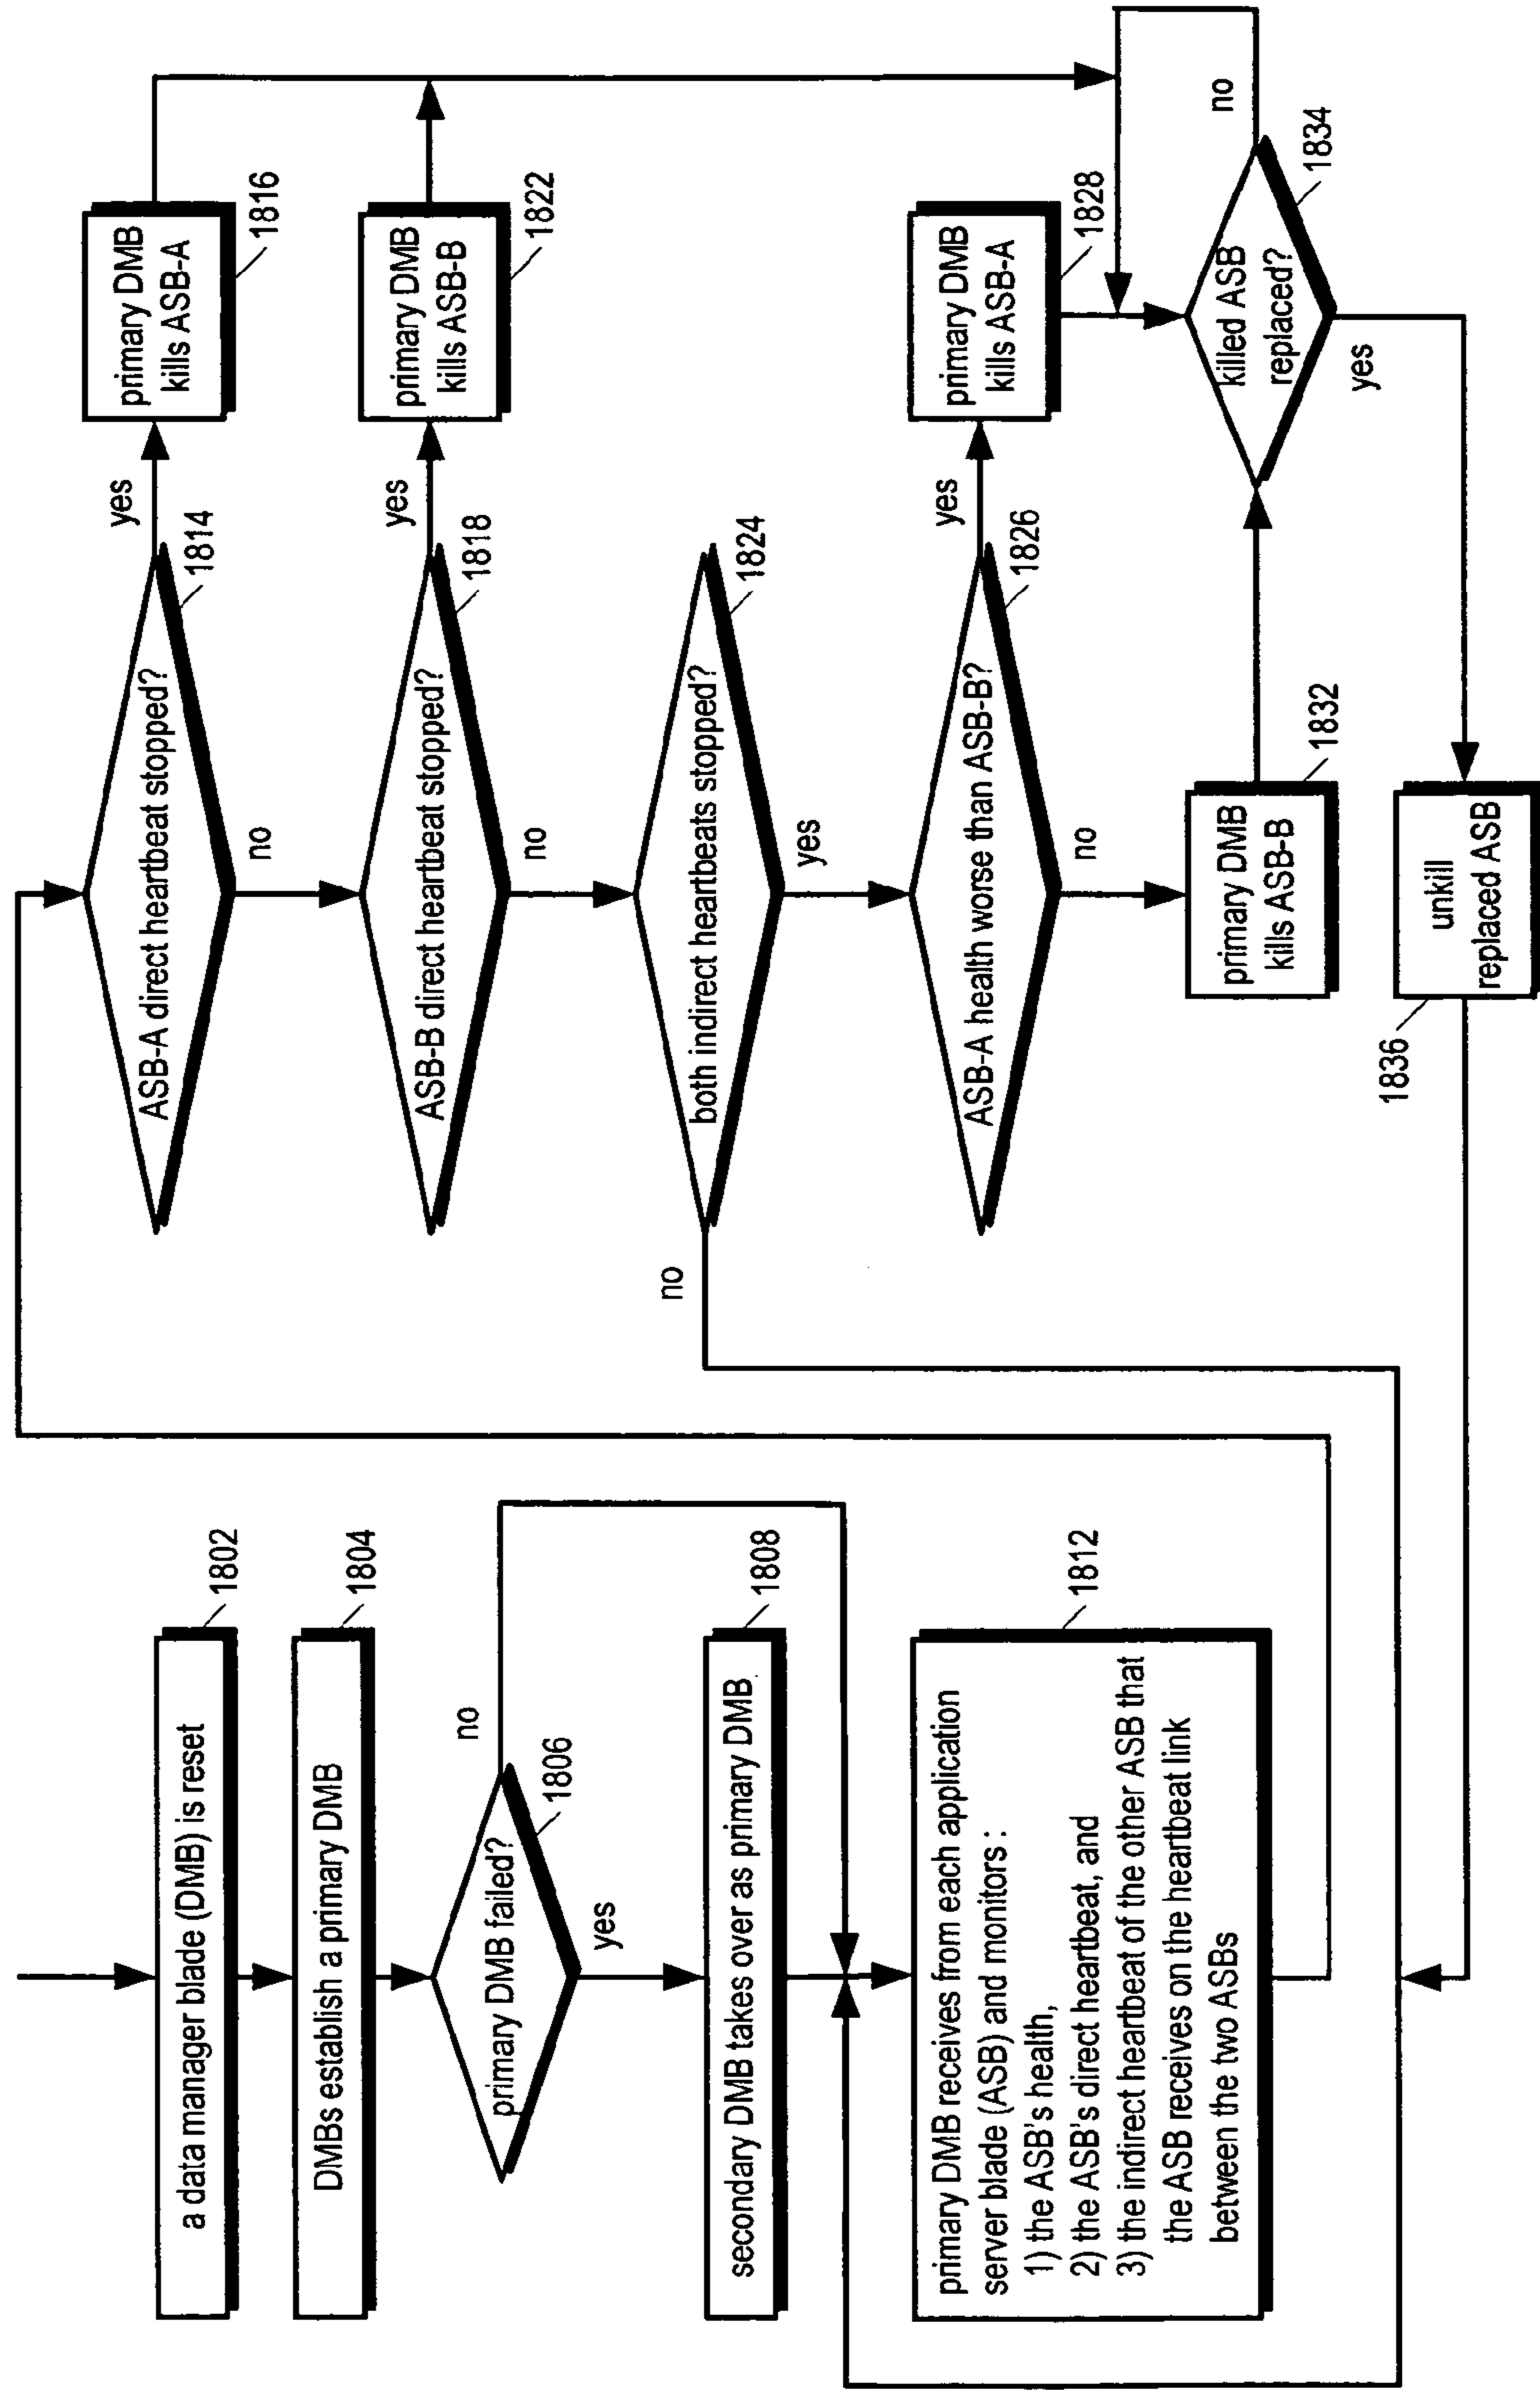 a data manager blade (DMB) is reset
1802
DMBs establish a primary DMB
1804
primary DMB failed?
1806
no
yes
secondary DMB takes over as primary DMB
1808
primary DMB receives from each application
server blade (ASB) and monitors:
1) the ASB's health,
2) the ASB's direct heartbeat, and
3) the indirect heartbeat of the other ASB that
the ASB receives on the heartbeat link
between the two ASBs
1812
ASB-A direct heartbeat stopped?
1814
yes
no
primary DMB
kills ASB-A
1816
ASB-B direct heartbeat stopped?
1818
yes
no
primary DMB
kills ASB-B
1822
both indirect heartbeats stopped?
1824
no
yes
ASB-A health worse than ASB-B?
1826
yes
no
primary DMB
kills ASB-A
1828
primary DMB
kills ASB-B
1832
killed ASB
replaced?
1834
no
yes
unkill
replaced ASB
1836